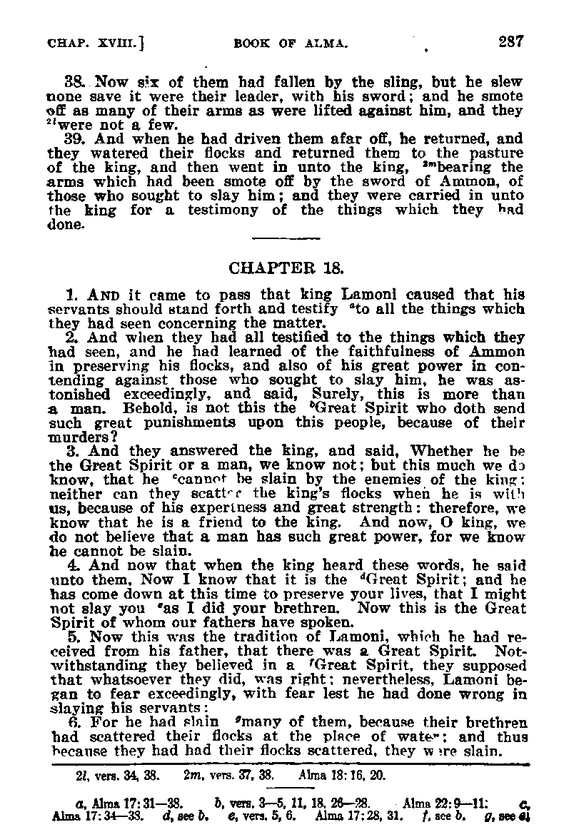 CHAP. XVIII.] BOOK OF ALMA. 287
38. Now six of them had fallen by the sling, but he slew
none save it were their leader, with his sword; and he smote
off as many of their arms as were lifted against him, and they
²ˡwere not a few.
39. And when he had driven them afar off, he returned, and
they watered their flocks and returned them to the pasture
of the king, and then went in unto the king, ²ᵐbearing the
arms which had been smote off by the sword of Ammon, of
those who sought to slay him; and they were carried in unto
the king for a testimony of the things which they had
done.
CHAPTER 18.
1. AND it came to pass that king Lamoni caused that his
servants should stand forth and testify ᵃto all the things which
they had seen concerning the matter.
2. And when they had all testified to the things which they
had seen, and he had learned of the faithfulness of Ammon
in preserving his flocks, and also of his great power in con-
tending against those who sought to slay him, he was as-
tonished exceedingly, and said, Surely, this is more than
a man. Behold, is not this the ᵇGreat Spirit who doth send
such great punishments upon this people, because of their
murders?
3. And they answered the king, and said, Whether he be
the Great Spirit or a man, we know not; but this much we do
know, that he ᶜcannot be slain by the enemies of the king;
neither can they scatter the king's flocks when he is with
us, because of his expertness and great strength: therefore, we
know that he is a friend to the king. And now, O king, we
do not believe that a man has such great power, for we know
he cannot be slain.
4. And now that when the king heard these words, he said
unto them, Now I know that it is the ᵈGreat Spirit; and he
has come down at this time to preserve your lives, that I might
not slay you ᵉas I did your brethren. Now this is the Great
Spirit of whom our fathers have spoken.
5. Now this was the tradition of Lamoni, which he had re-
ceived from his father, that there was a Great Spirit. Not-
withstanding they believed in a ᶠGreat Spirit, they supposed
that whatsoever they did, was right; nevertheless, Lamoni be-
gan to fear exceedingly, with fear lest he had done wrong in
slaying his servants:
6. For he had slain ᵍmany of them, because their brethren
had scattered their flocks at the place of water; and thus
because they had had their flocks scattered, they were slain.
2l, vers. 34, 38. 2m, vers. 37, 38. Alma 18:16, 20.
a, Alma 17:31—38. b, vers. 3—5, 11, 18, 26—28. Alma 22:9—11: c,
Alma 17:34—38. d, see b. e, vers. 5, 6. Alma 17:28, 31. f, see b. g, see e.